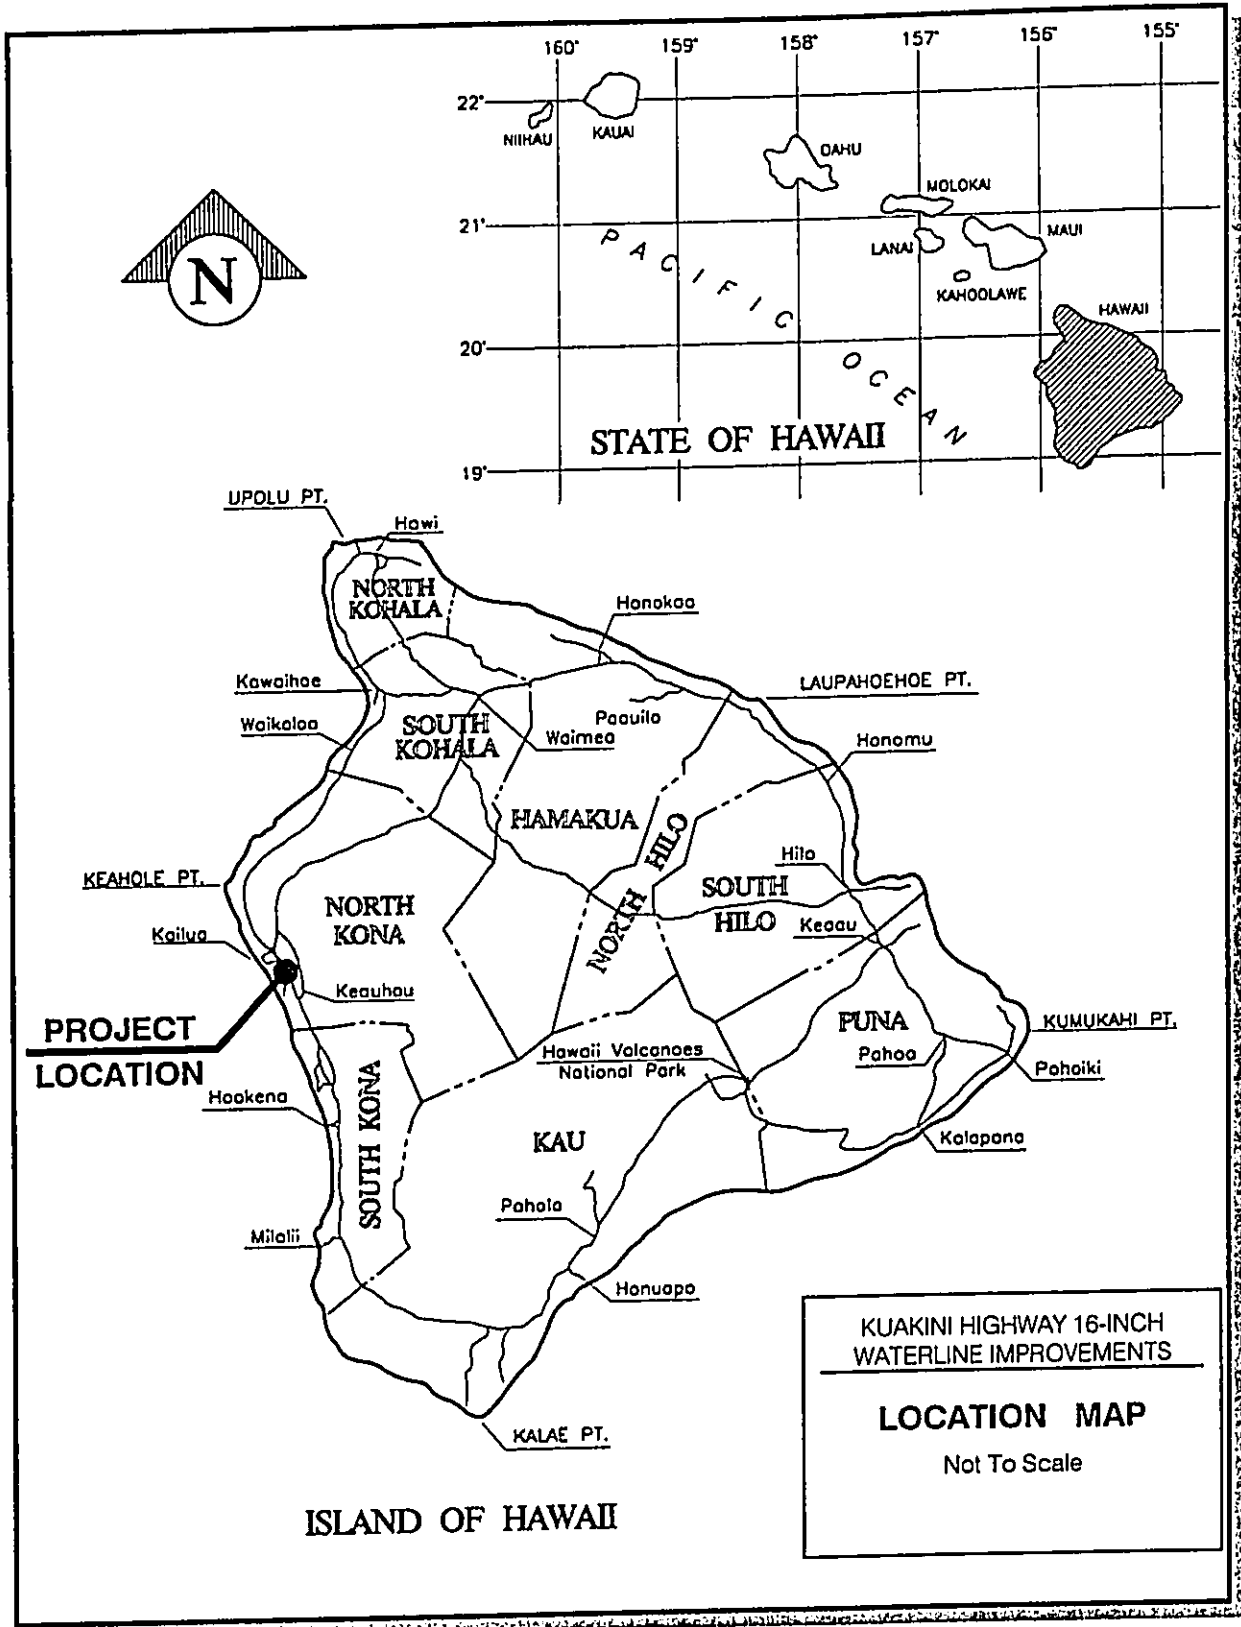 160° 159° 158° 157° 156° 155°
22°
NIIHAU
KAUAI
OAHU
MOLOKAI
21°
LANAI
MAUI
KAHOOLAWE
HAWAII
PACIFIC OCEAN
20°
STATE OF HAWAII
19°
N
UPOLU PT.
Hawi
NORTH
KOHALA
Honokaa
Kawaihae
LAUPAHOEHOE PT.
Waikoloa
SOUTH
KOHALA
Paauilo
Waimea
Honomu
HAMAKUA
NORTH HILO
Hilo
KEAHOLE PT.
NORTH
KONA
SOUTH
HILO
Kailua
Keaau
Keauhou
PROJECT
LOCATION
PUNA
KUMUKAHI PT.
Hawaii Volcanoes
National Park
Pahoa
Pohoiki
Hookena
SOUTH KONA
KAU
Kalapana
Pahala
Milolii
Honuapo
KALAE PT.
ISLAND OF HAWAII
KUAKINI HIGHWAY 16-INCH
WATERLINE IMPROVEMENTS
LOCATION MAP
Not To Scale